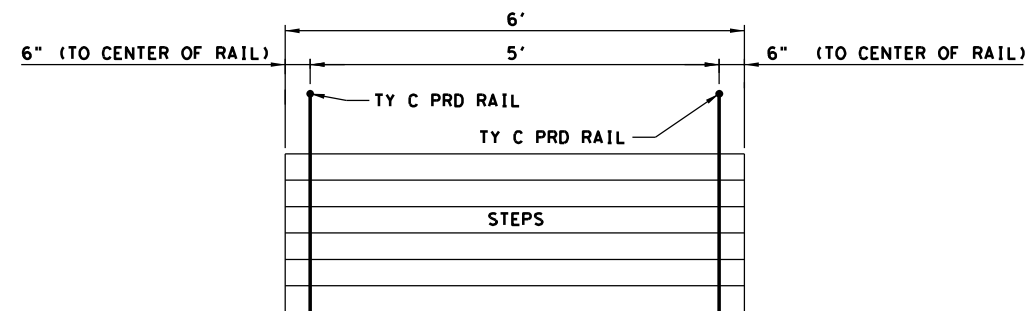 6'
6" (TO CENTER OF RAIL)
5'
6" (TO CENTER OF RAIL)
TY C PRD RAIL
TY C PRD RAIL
STEPS